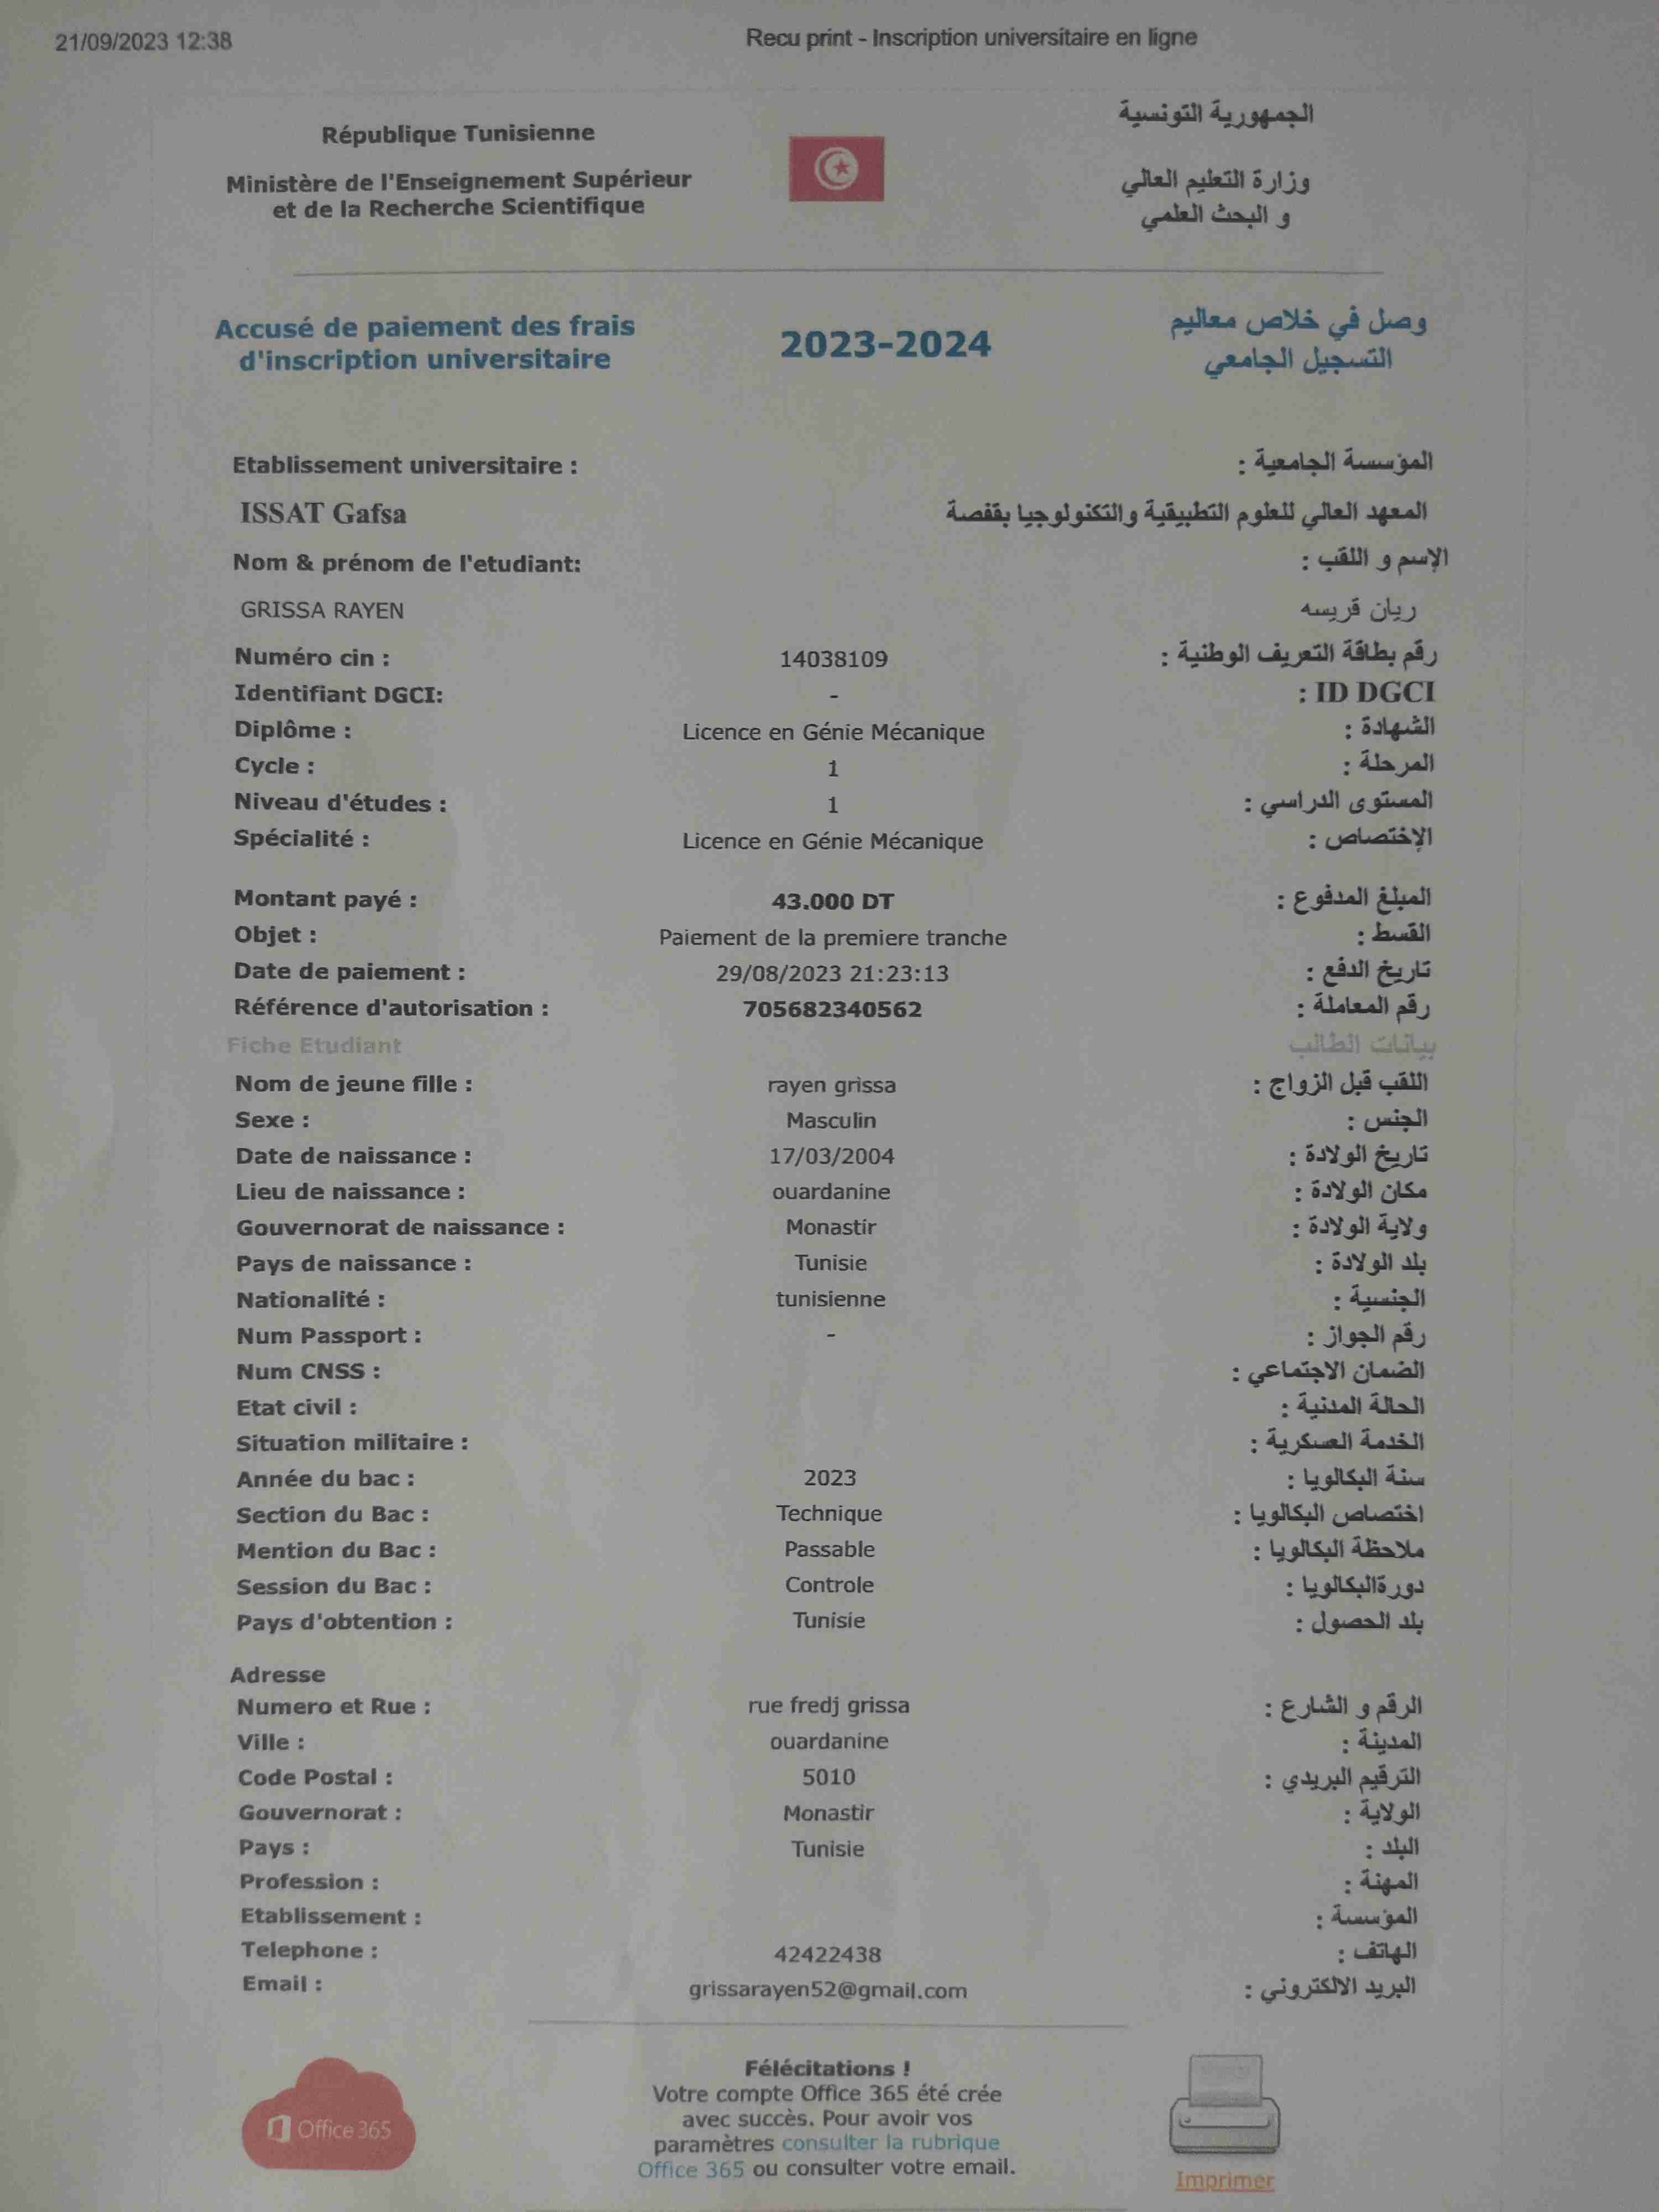 21/09/2023 12:38 Recu print - Inscription universitaire en ligne
République Tunisienne
الجمهورية التونسية
Ministère de l'Enseignement Supérieur
et de la Recherche Scientifique
وزارة التعليم العالي
و البحث العلمي
Accusé de paiement des frais
d'inscription universitaire
2023-2024
وصل في خلاص معاليم
التسجيل الجامعي
Etablissement universitaire : المؤسسة الجامعية :
ISSAT Gafsa المعهد العالي للعلوم التطبيقية والتكنولوجيا بقفصة
Nom & prénom de l'etudiant: الإسم و اللقب :
GRISSA RAYEN ريان قريسه
Numéro cin : 14038109 رقم بطاقة التعريف الوطنية :
Identifiant DGCI: - : ID DGCI
Diplôme : Licence en Génie Mécanique الشهادة :
Cycle : 1 المرحلة :
Niveau d'études : 1 المستوى الدراسي :
Spécialité : Licence en Génie Mécanique الإختصاص :
Montant payé : 43.000 DT المبلغ المدفوع :
Objet : Paiement de la premiere tranche القسط :
Date de paiement : 29/08/2023 21:23:13 تاريخ الدفع :
Référence d'autorisation : 705682340562 رقم المعاملة :
Fiche Etudiant بيانات الطالب
Nom de jeune fille : rayen grissa اللقب قبل الزواج :
Sexe : Masculin الجنس :
Date de naissance : 17/03/2004 تاريخ الولادة :
Lieu de naissance : ouardanine مكان الولادة :
Gouvernorat de naissance : Monastir ولاية الولادة :
Pays de naissance : Tunisie بلد الولادة :
Nationalité : tunisienne الجنسية :
Num Passport : - رقم الجواز :
Num CNSS : الضمان الاجتماعي :
Etat civil : الحالة المدنية :
Situation militaire : الخدمة العسكرية :
Année du bac : 2023 سنة البكالويا :
Section du Bac : Technique اختصاص البكالويا :
Mention du Bac : Passable ملاحظة البكالويا :
Session du Bac : Controle دورةالبكالويا :
Pays d'obtention : Tunisie بلد الحصول :
Adresse
Numero et Rue : rue fredj grissa الرقم و الشارع :
Ville : ouardanine المدينة :
Code Postal : 5010 الترقيم البريدي :
Gouvernorat : Monastir الولاية :
Pays : Tunisie البلد :
Profession : المهنة :
Etablissement : المؤسسة :
Telephone : 42422438 الهاتف :
Email : grissarayen52@gmail.com البريد الالكتروني :
Félécitations !
Votre compte Office 365 été crée
avec succès. Pour avoir vos
paramètres consulter la rubrique
Office 365 ou consulter votre email.
Office 365
Imprimer